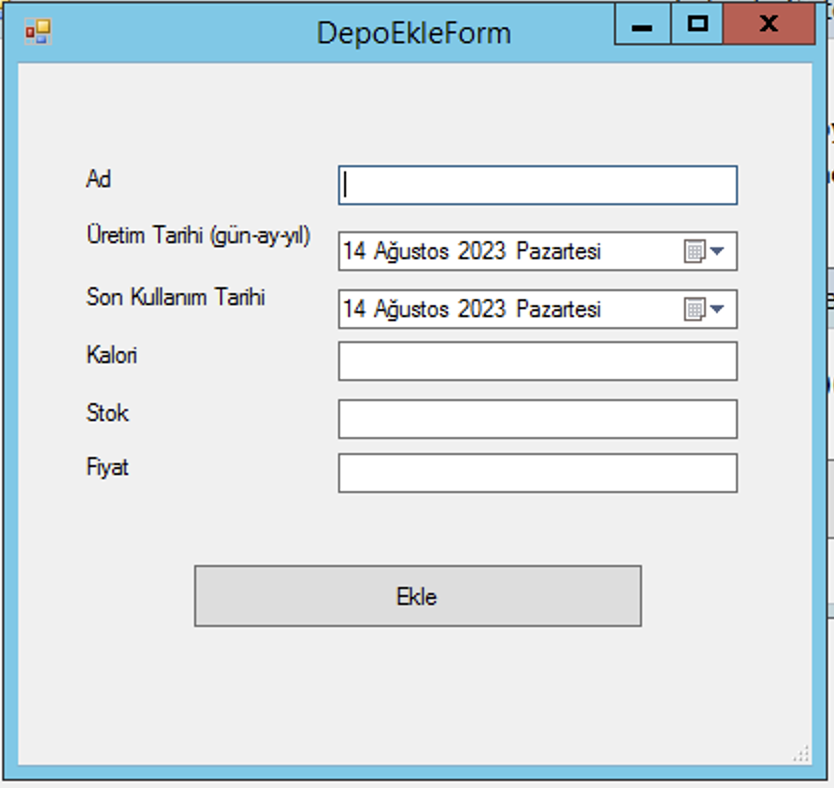 DepoEkleForm
Ad
Üretim Tarihi (gün-ay-yıl)
14 Ağustos 2023 Pazartesi
Son Kullanım Tarihi
14 Ağustos 2023 Pazartesi
Kalori
Stok
Fiyat
Ekle